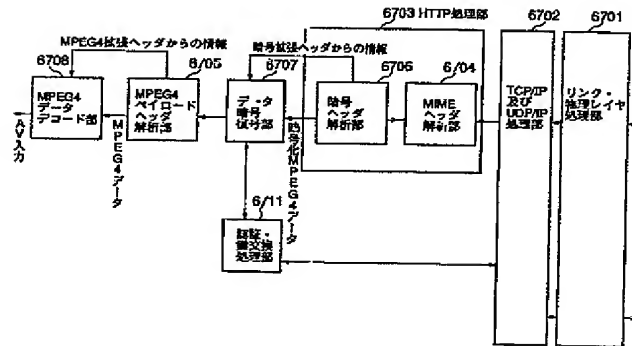 6703 HTTP処理部
6702
6701
MPEG4拡張ヘッダからの情報
暗号拡張ヘッダからの情報
6708
6/05
6707
6706
6/04
MPEG4
データ
デコード部
MPEG4
ペイロード
ヘッダ
解析部
データ
暗号
復号部
暗号
ヘッダ
解析部
MIME
ヘッダ
解析部
TCP/IP
及び
UDP/IP
処理部
リンク・
物理レイヤ
処理部
AV入力
MPEG4データ
暗号化MPEG4データ
6/11
認証・
鍵交換
処理部